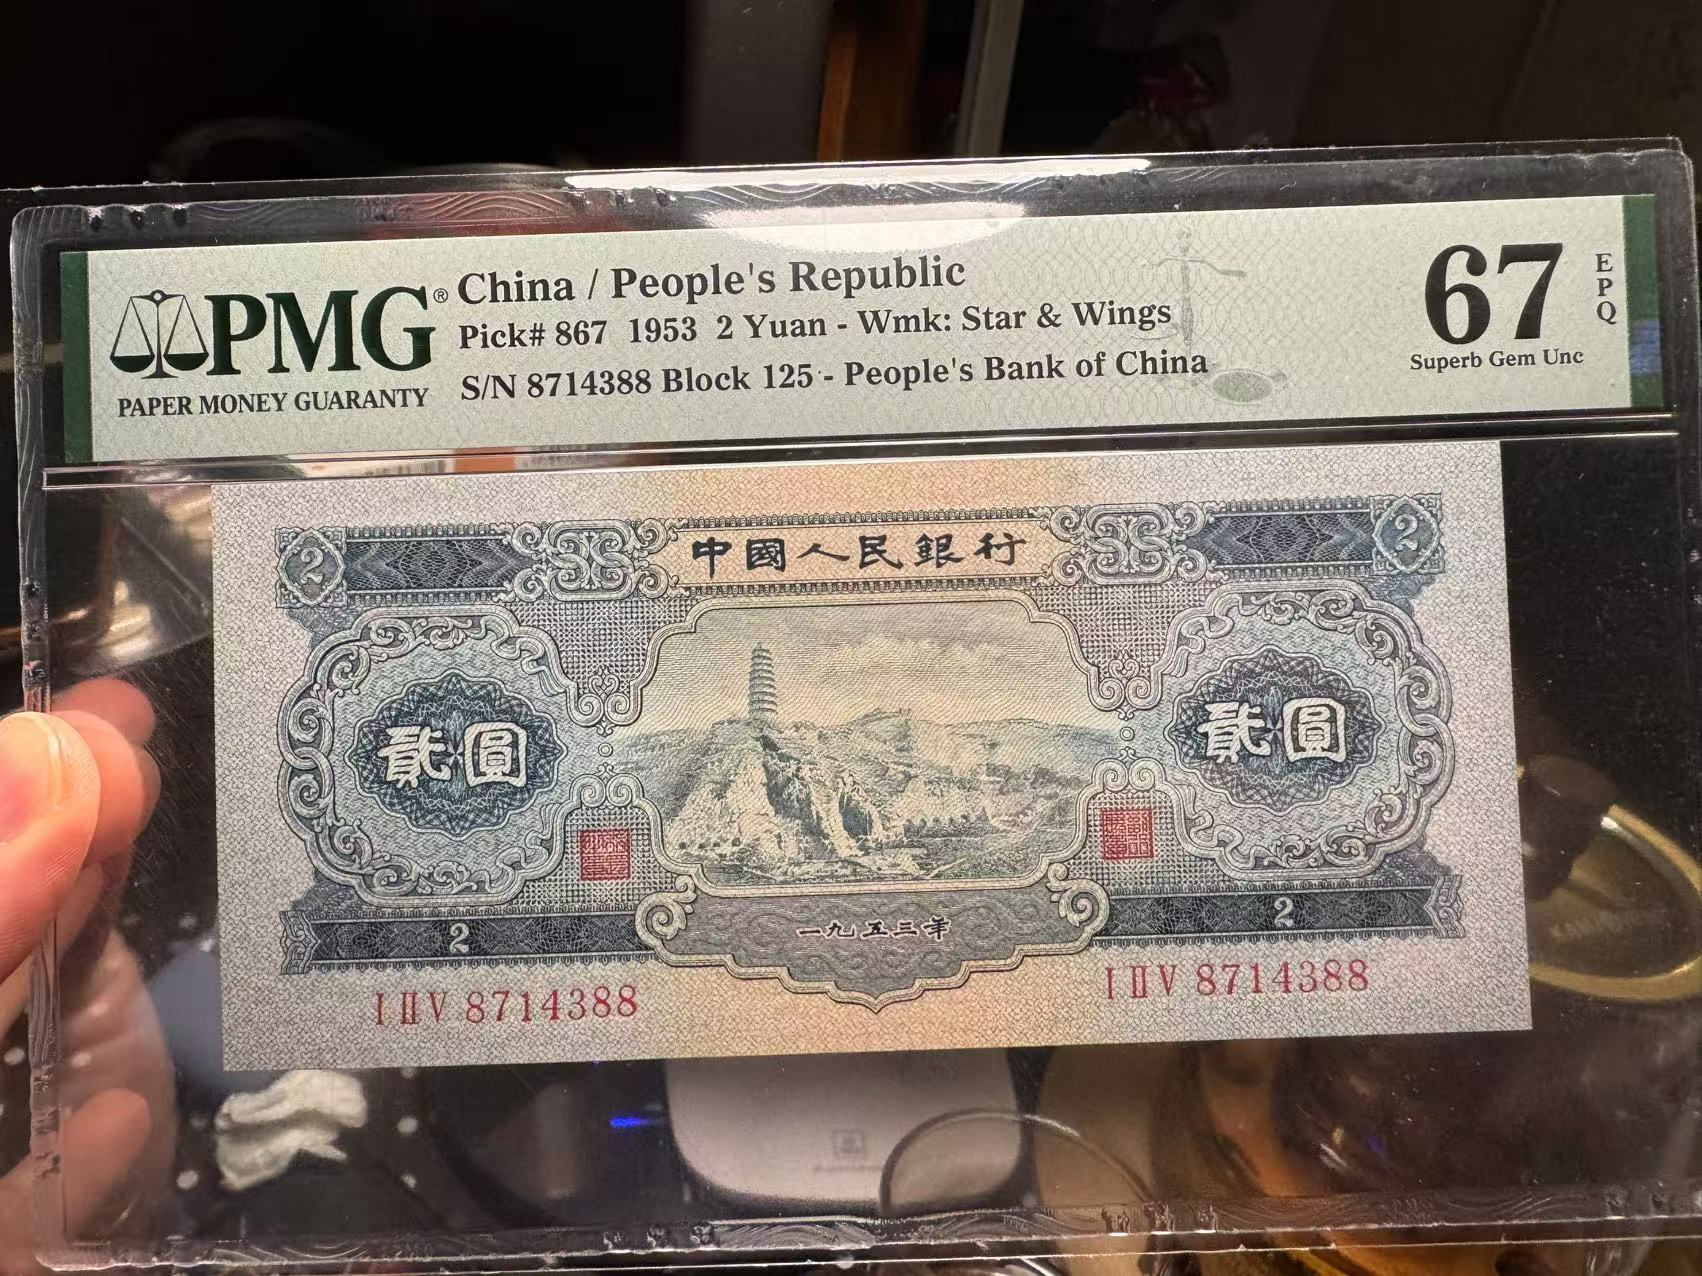 PMG®
PAPER MONEY GUARANTY
China / People's Republic
Pick# 867 1953 2 Yuan - Wmk: Star & Wings
S/N 8714388 Block 125 - People's Bank of China
67
EPQ
Superb Gem Unc
2
中國人民銀行
2
貳圓
貳圓
2
一九五三年
2
I II V 8714388
I II V 8714388